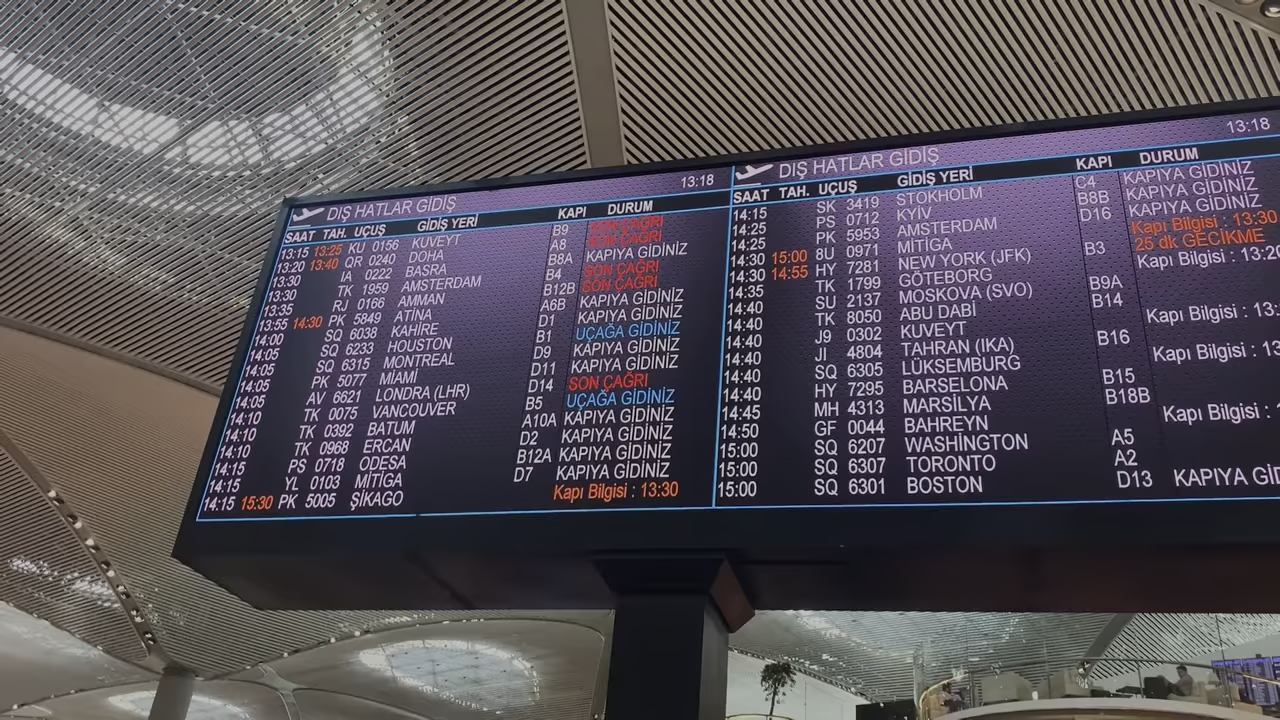 13:18
DIŞ HATLAR GİDİŞ
SAAT TAH. UÇUŞ GİDİŞ YERİ KAPI DURUM
13:15 13:25 KU 0156 KUVEYT B9 SON ÇAĞRI
13:20 13:40 QR 0240 DOHA A8 SON ÇAĞRI
13:30 IA 0222 BASRA B8A KAPIYA GİDİNİZ
13:30 TK 1959 AMSTERDAM B4 SON ÇAĞRI
13:35 RJ 0166 AMMAN B12B SON ÇAĞRI
13:55 14:30 PK 5849 ATİNA A6B KAPIYA GİDİNİZ
14:00 SQ 6038 KAHİRE D1 KAPIYA GİDİNİZ
14:05 SQ 6233 HOUSTON B1 UÇAĞA GİDİNİZ
14:05 SQ 6315 MONTREAL D9 KAPIYA GİDİNİZ
14:05 PK 5077 MİAMİ D11 KAPIYA GİDİNİZ
14:05 AV 6621 LONDRA (LHR) D14 SON ÇAĞRI
14:10 TK 0075 VANCOUVER B5 UÇAĞA GİDİNİZ
14:10 TK 0392 BATUM A10A KAPIYA GİDİNİZ
14:10 TK 0968 ERCAN D2 KAPIYA GİDİNİZ
14:15 PS 0718 ODESA B12A KAPIYA GİDİNİZ
14:15 YL 0103 MİTİGA D7 KAPIYA GİDİNİZ
14:15 15:30 PK 5005 ŞİKAGO Kapı Bilgisi : 13:30
13:18
DIŞ HATLAR GİDİŞ
SAAT TAH. UÇUŞ GİDİŞ YERİ KAPI DURUM
14:15 SK 3419 STOKHOLM C4 KAPIYA GİDİNİZ
14:25 PS 0712 KYİV B8B KAPIYA GİDİNİZ
14:25 PK 5953 AMSTERDAM D16 KAPIYA GİDİNİZ
14:30 15:00 8U 0971 MİTİGA Kapı Bilgisi : 13:30
14:30 14:55 HY 7281 NEW YORK (JFK) B3 25 dk GECİKME
14:35 TK 1799 GÖTEBORG Kapı Bilgisi : 13:20
14:40 SU 2137 MOSKOVA (SVO) B9A
14:40 TK 8050 ABU DABİ B14
14:40 J9 0302 KUVEYT Kapı Bilgisi : 13:
14:40 JI 4804 TAHRAN (IKA) B16
14:40 SQ 6305 LÜKSEMBURG Kapı Bilgisi : 13
14:40 HY 7295 BARSELONA B15
14:45 MH 4313 MARSİLYA B18B
14:50 GF 0044 BAHREYN Kapı Bilgisi :
15:00 SQ 6207 WASHİNGTON A5
15:00 SQ 6307 TORONTO A2
15:00 SQ 6301 BOSTON D13 KAPIYA GİD